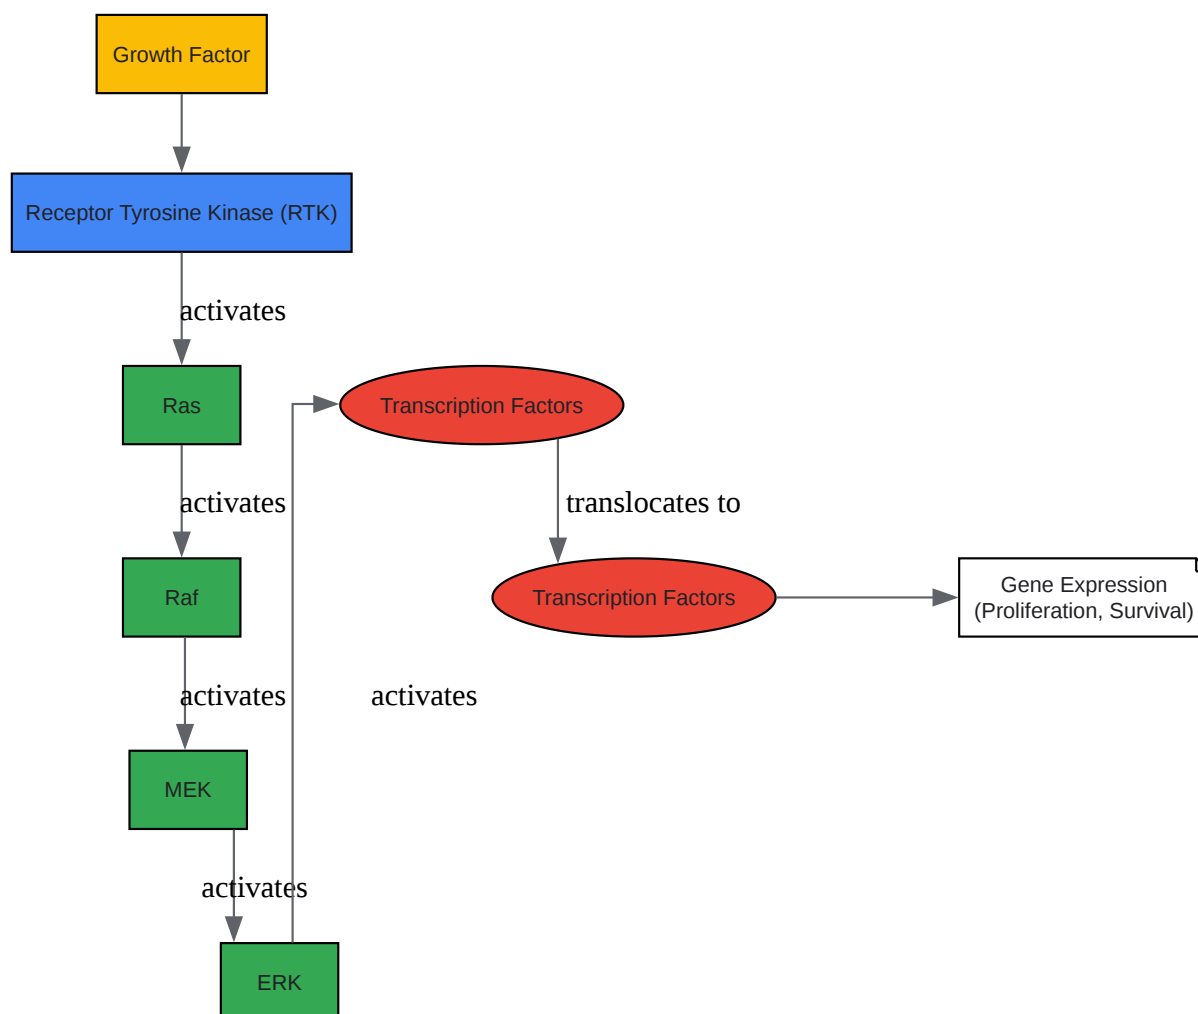 Growth Factor
Receptor Tyrosine Kinase (RTK)
activates
Ras
Transcription Factors
activates
translocates to
Raf
Transcription Factors
Gene Expression
(Proliferation, Survival)
activates
activates
MEK
activates
ERK